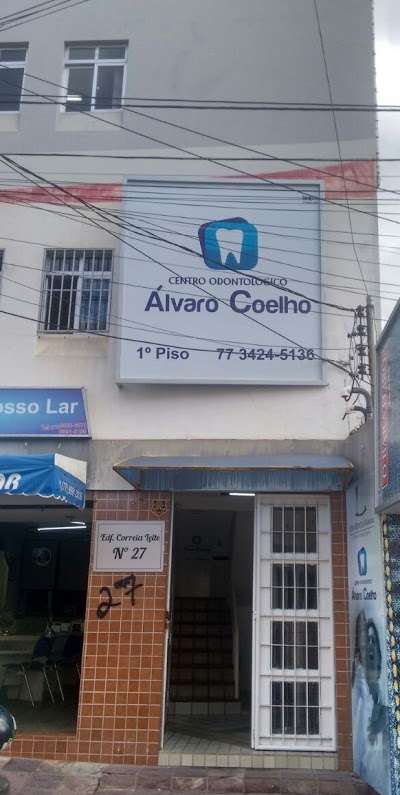 CENTRO ODONTOLÓGICO
Álvaro Coelho
1º Piso 77 3424-5136
osso Lar
Edf. Correia Leite
Nº 27
27
Álvaro Coelho